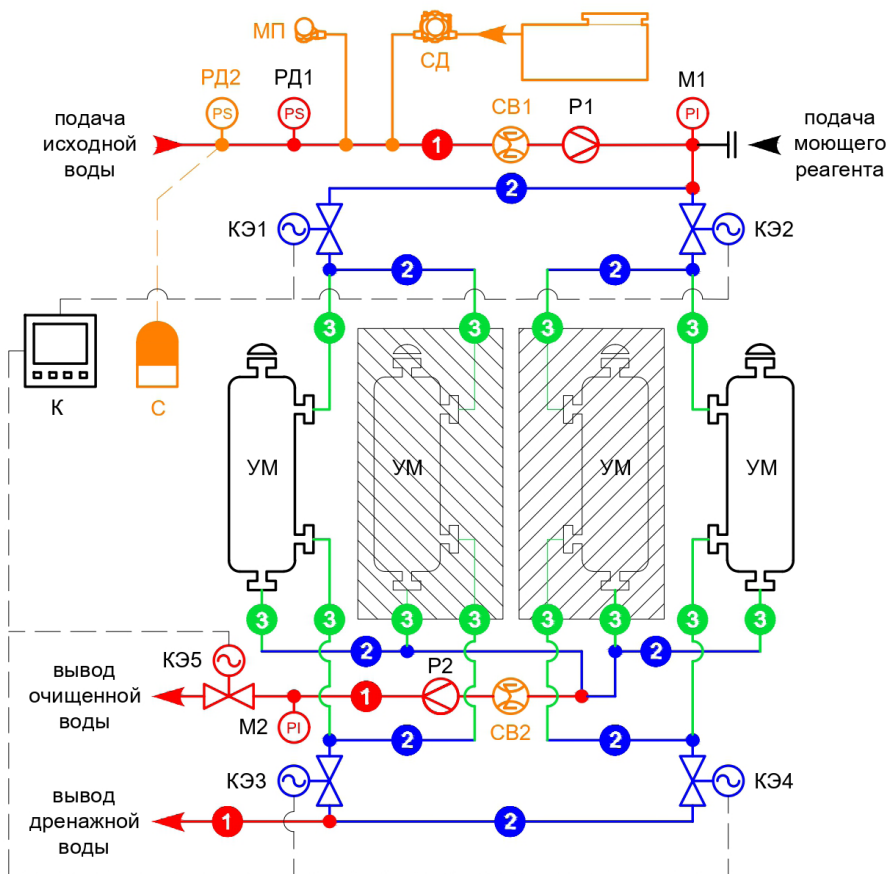 МП
СД
РД2
РД1
СВ1
Р1
М1
PS
PS
PI
подача
исходной
воды
1
подача
моющего
реагента
2
КЭ1
КЭ2
2
2
3
3
3
3
К
С
УМ
УМ
УМ
УМ
3
3
3
3
3
3
3
3
2
2
КЭ5
Р2
вывод
очищенной
воды
1
М2
PI
СВ2
2
2
КЭ3
КЭ4
вывод
дренажной
воды
1
2